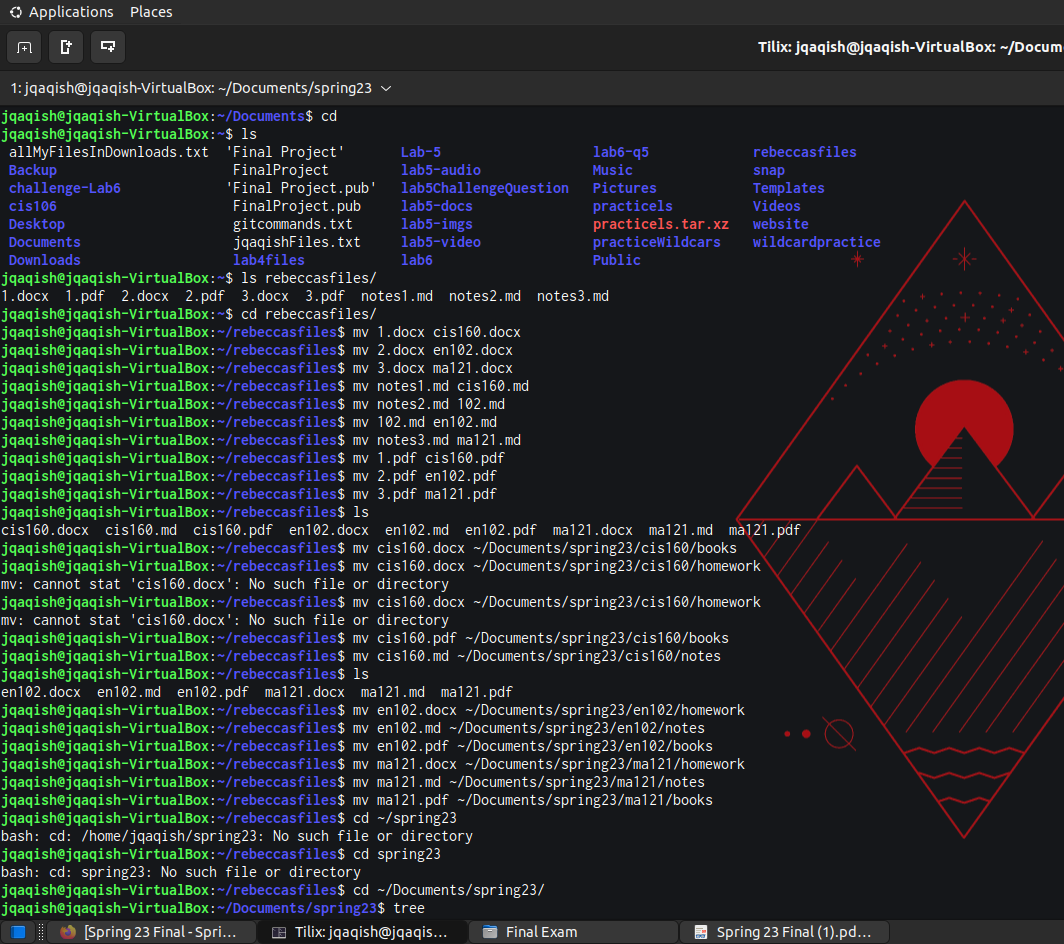 Applications Places
Tilix: jqaqish@jqaqish-VirtualBox: ~/Docum
1: jqaqish@jqaqish-VirtualBox: ~/Documents/spring23
jqaqish@jqaqish-VirtualBox:~/Documents$ cd
jqaqish@jqaqish-VirtualBox:~$ ls
allMyFilesInDownloads.txt 'Final Project' Lab-5 lab6-q5 rebeccasfiles
Backup FinalProject lab5-audio Music snap
challenge-Lab6 'Final Project.pub' lab5ChallengeQuestion Pictures Templates
cis106 FinalProject.pub lab5-docs practicels Videos
Desktop gitcommands.txt lab5-imgs practicels.tar.xz website
Documents jqaqishFiles.txt lab5-video practiceWildcars wildcardpractice
Downloads lab4files lab6 Public
jqaqish@jqaqish-VirtualBox:~$ ls rebeccasfiles/
1.docx 1.pdf 2.docx 2.pdf 3.docx 3.pdf notes1.md notes2.md notes3.md
jqaqish@jqaqish-VirtualBox:~$ cd rebeccasfiles/
jqaqish@jqaqish-VirtualBox:~/rebeccasfiles$ mv 1.docx cis160.docx
jqaqish@jqaqish-VirtualBox:~/rebeccasfiles$ mv 2.docx en102.docx
jqaqish@jqaqish-VirtualBox:~/rebeccasfiles$ mv 3.docx ma121.docx
jqaqish@jqaqish-VirtualBox:~/rebeccasfiles$ mv notes1.md cis160.md
jqaqish@jqaqish-VirtualBox:~/rebeccasfiles$ mv notes2.md 102.md
jqaqish@jqaqish-VirtualBox:~/rebeccasfiles$ mv 102.md en102.md
jqaqish@jqaqish-VirtualBox:~/rebeccasfiles$ mv notes3.md ma121.md
jqaqish@jqaqish-VirtualBox:~/rebeccasfiles$ mv 1.pdf cis160.pdf
jqaqish@jqaqish-VirtualBox:~/rebeccasfiles$ mv 2.pdf en102.pdf
jqaqish@jqaqish-VirtualBox:~/rebeccasfiles$ mv 3.pdf ma121.pdf
jqaqish@jqaqish-VirtualBox:~/rebeccasfiles$ ls
cis160.docx cis160.md cis160.pdf en102.docx en102.md en102.pdf ma121.docx ma121.md ma121.pdf
jqaqish@jqaqish-VirtualBox:~/rebeccasfiles$ mv cis160.docx ~/Documents/spring23/cis160/books
jqaqish@jqaqish-VirtualBox:~/rebeccasfiles$ mv cis160.docx ~/Documents/spring23/cis160/homework
mv: cannot stat 'cis160.docx': No such file or directory
jqaqish@jqaqish-VirtualBox:~/rebeccasfiles$ mv cis160.docx ~/Documents/spring23/cis160/homework
mv: cannot stat 'cis160.docx': No such file or directory
jqaqish@jqaqish-VirtualBox:~/rebeccasfiles$ mv cis160.pdf ~/Documents/spring23/cis160/books
jqaqish@jqaqish-VirtualBox:~/rebeccasfiles$ mv cis160.md ~/Documents/spring23/cis160/notes
jqaqish@jqaqish-VirtualBox:~/rebeccasfiles$ ls
en102.docx en102.md en102.pdf ma121.docx ma121.md ma121.pdf
jqaqish@jqaqish-VirtualBox:~/rebeccasfiles$ mv en102.docx ~/Documents/spring23/en102/homework
jqaqish@jqaqish-VirtualBox:~/rebeccasfiles$ mv en102.md ~/Documents/spring23/en102/notes
jqaqish@jqaqish-VirtualBox:~/rebeccasfiles$ mv en102.pdf ~/Documents/spring23/en102/books
jqaqish@jqaqish-VirtualBox:~/rebeccasfiles$ mv ma121.docx ~/Documents/spring23/ma121/homework
jqaqish@jqaqish-VirtualBox:~/rebeccasfiles$ mv ma121.md ~/Documents/spring23/ma121/notes
jqaqish@jqaqish-VirtualBox:~/rebeccasfiles$ mv ma121.pdf ~/Documents/spring23/ma121/books
jqaqish@jqaqish-VirtualBox:~/rebeccasfiles$ cd ~/spring23
bash: cd: /home/jqaqish/spring23: No such file or directory
jqaqish@jqaqish-VirtualBox:~/rebeccasfiles$ cd spring23
bash: cd: spring23: No such file or directory
jqaqish@jqaqish-VirtualBox:~/rebeccasfiles$ cd ~/Documents/spring23/
jqaqish@jqaqish-VirtualBox:~/Documents/spring23$ tree
[Spring 23 Final - Spri... Tilix: jqaqish@jqaqis... Final Exam Spring 23 Final (1).pd...